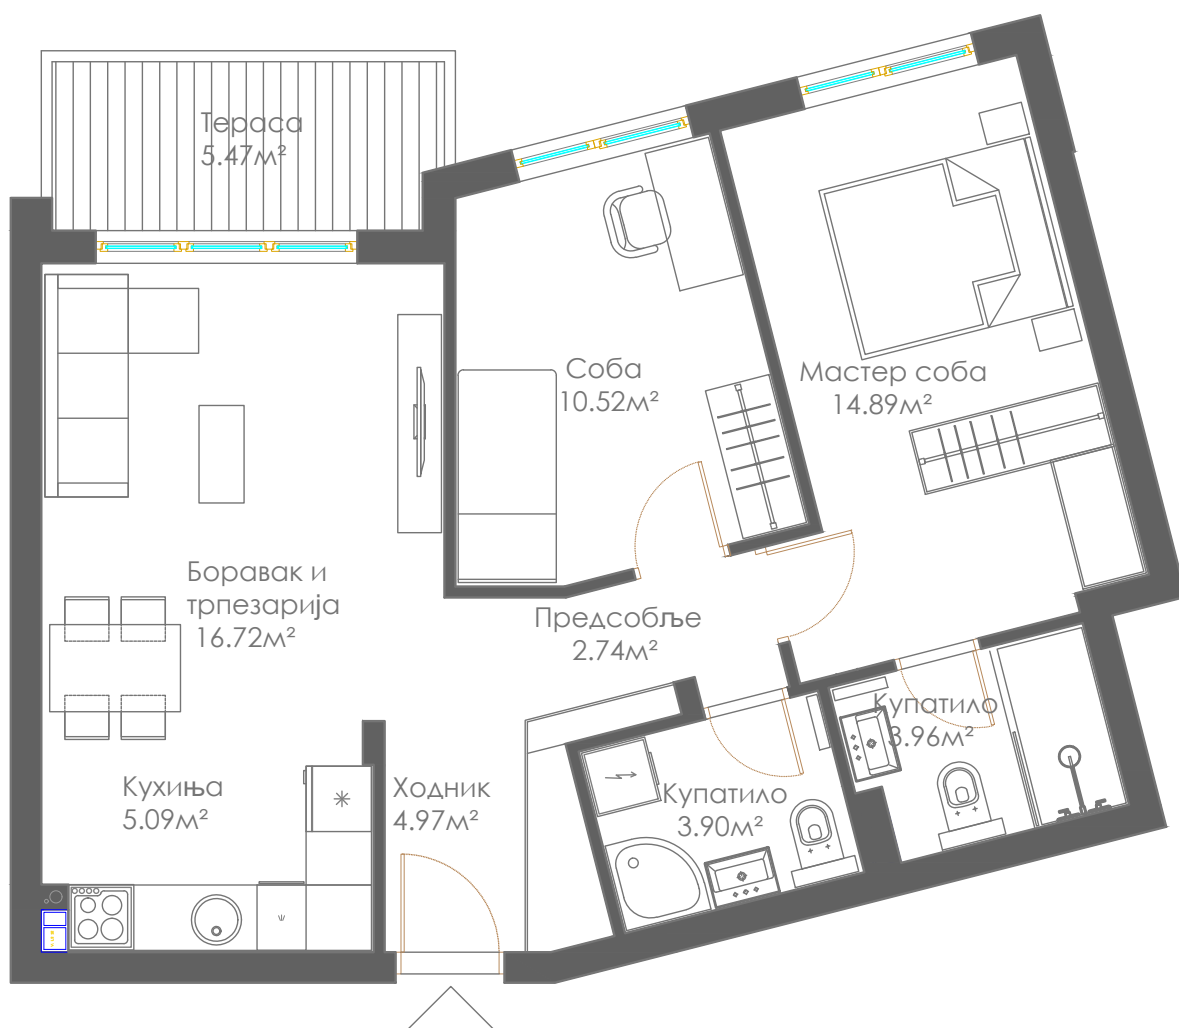 Тераса
5.47м²
Соба
10.52м²
Мастер соба
14.89м²
Боравак и
трпезарија
16.72м²
Предсобље
2.74м²
Купатило
3.96м²
Кухиња
5.09м²
Ходник
4.97м²
Купатило
3.90м²